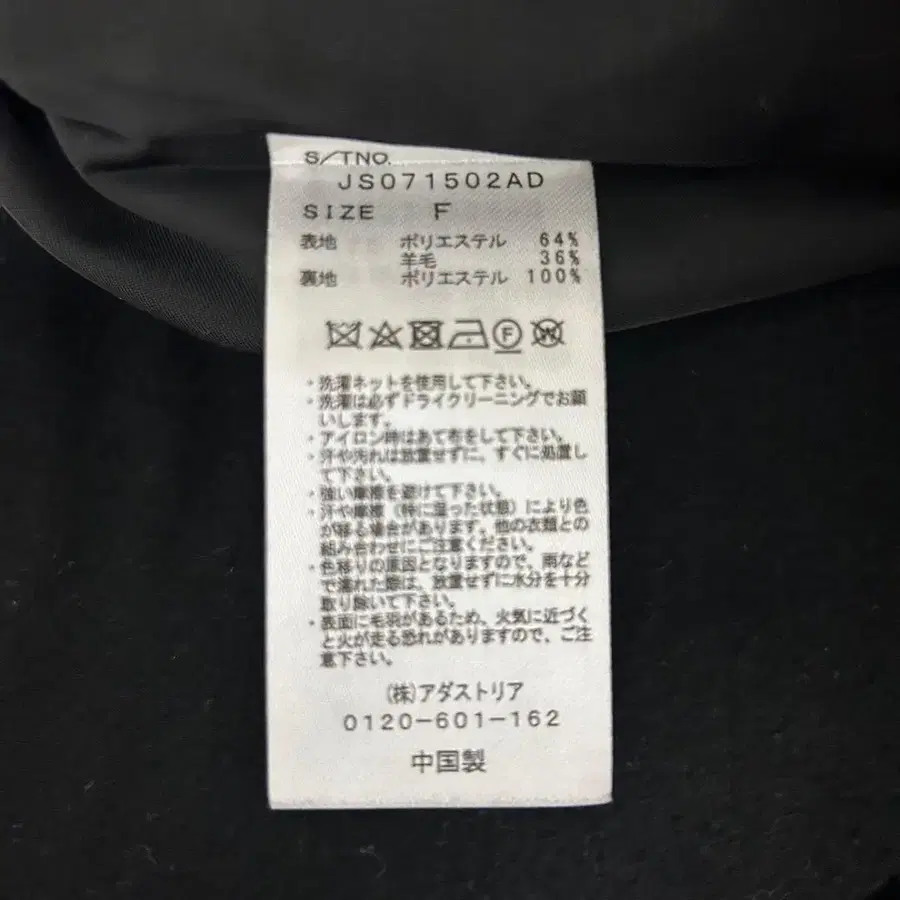 S/TNO.
JS071502AD
SIZE F
表地 ポリエステル 64%
羊毛 36%
裏地 ポリエステル 100%
F W
・洗濯ネットを使用して下さい。
・洗濯は必ずドライクリーニングでお願
いします。
・アイロン時はあて布をして下さい。
・汗や汚れは放置せずに、すぐに処置し
て下さい。
・強い摩擦を避けて下さい。
・汗や摩擦(特に湿った状態)により色
が移る場合があります。他の衣類との
組み合わせにご注意ください。
・色移りの原因となりますので、雨など
で濡れた際は、放置せずに水分を十分
取り除いて下さい。
・表面に毛羽があるため、火気に近づく
と火が走る恐れがありますので、ご注
意下さい。
(株)アダストリア
0120-601-162
中国製